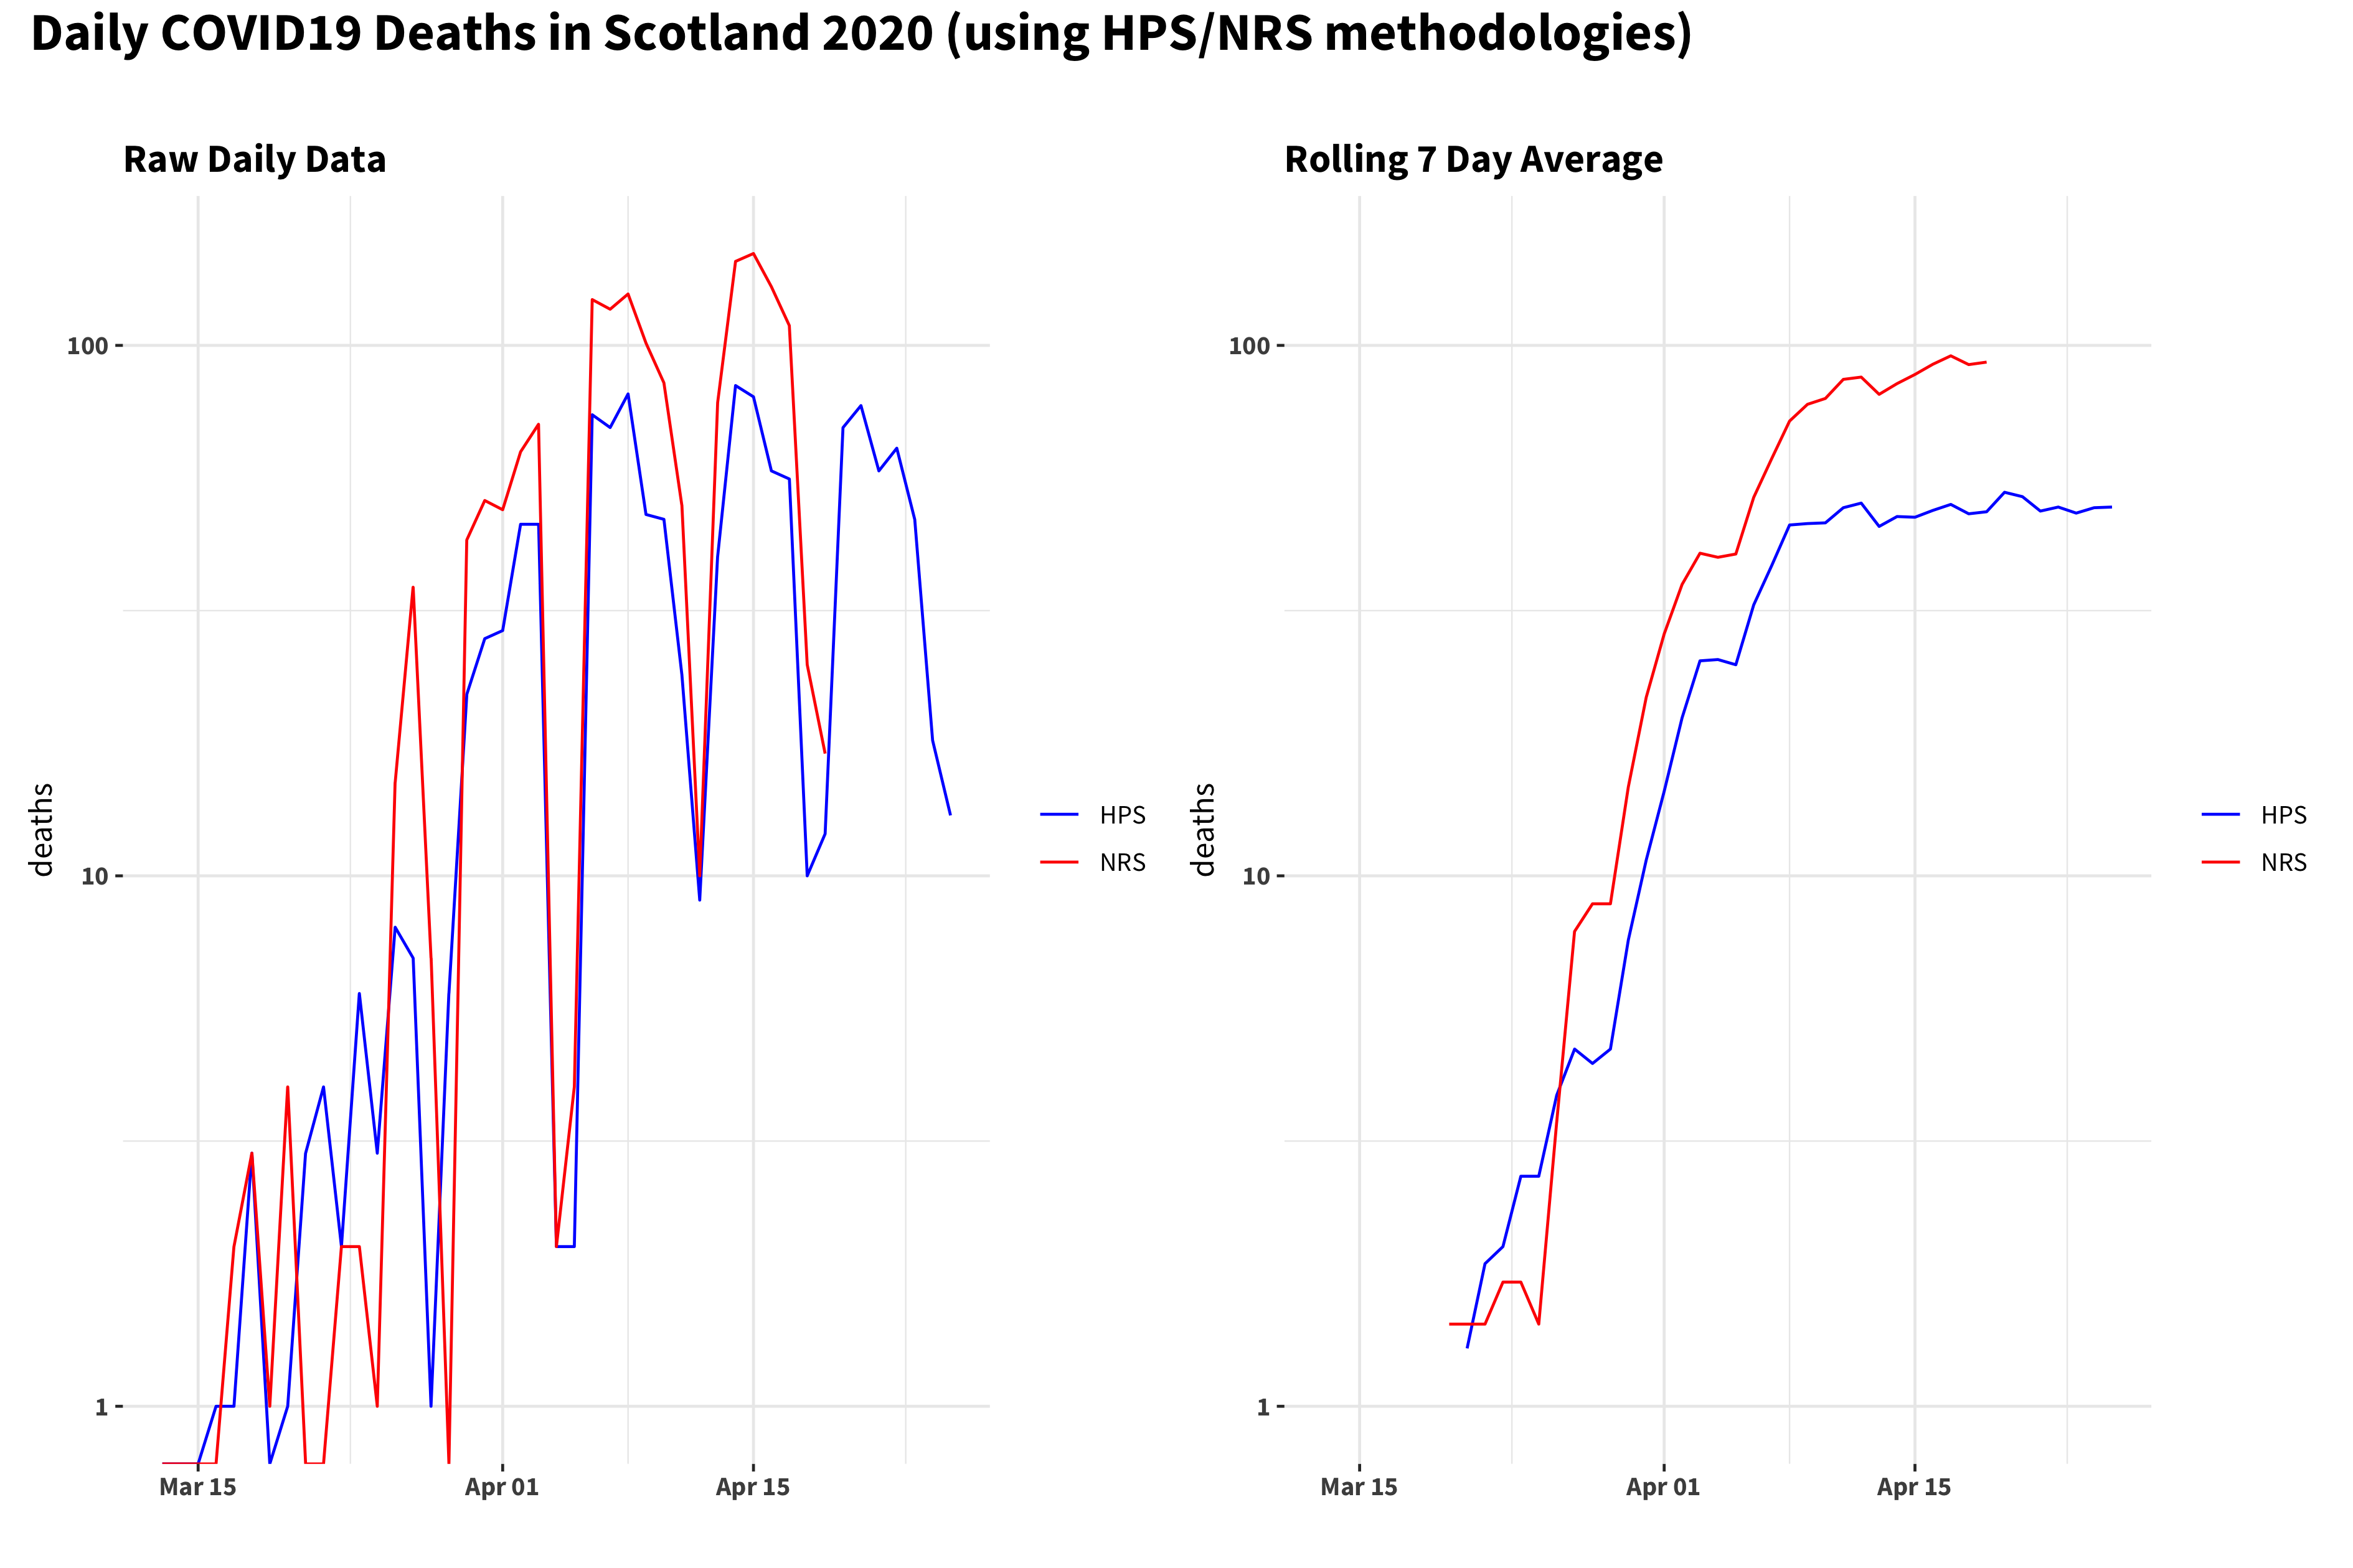 Daily COVID19 Deaths in Scotland 2020 (using HPS/NRS methodologies)
Raw Daily Data
deaths
100
10
1
Mar 15
Apr 01
Apr 15
HPS
NRS
Rolling 7 Day Average
deaths
100
10
1
Mar 15
Apr 01
Apr 15
HPS
NRS